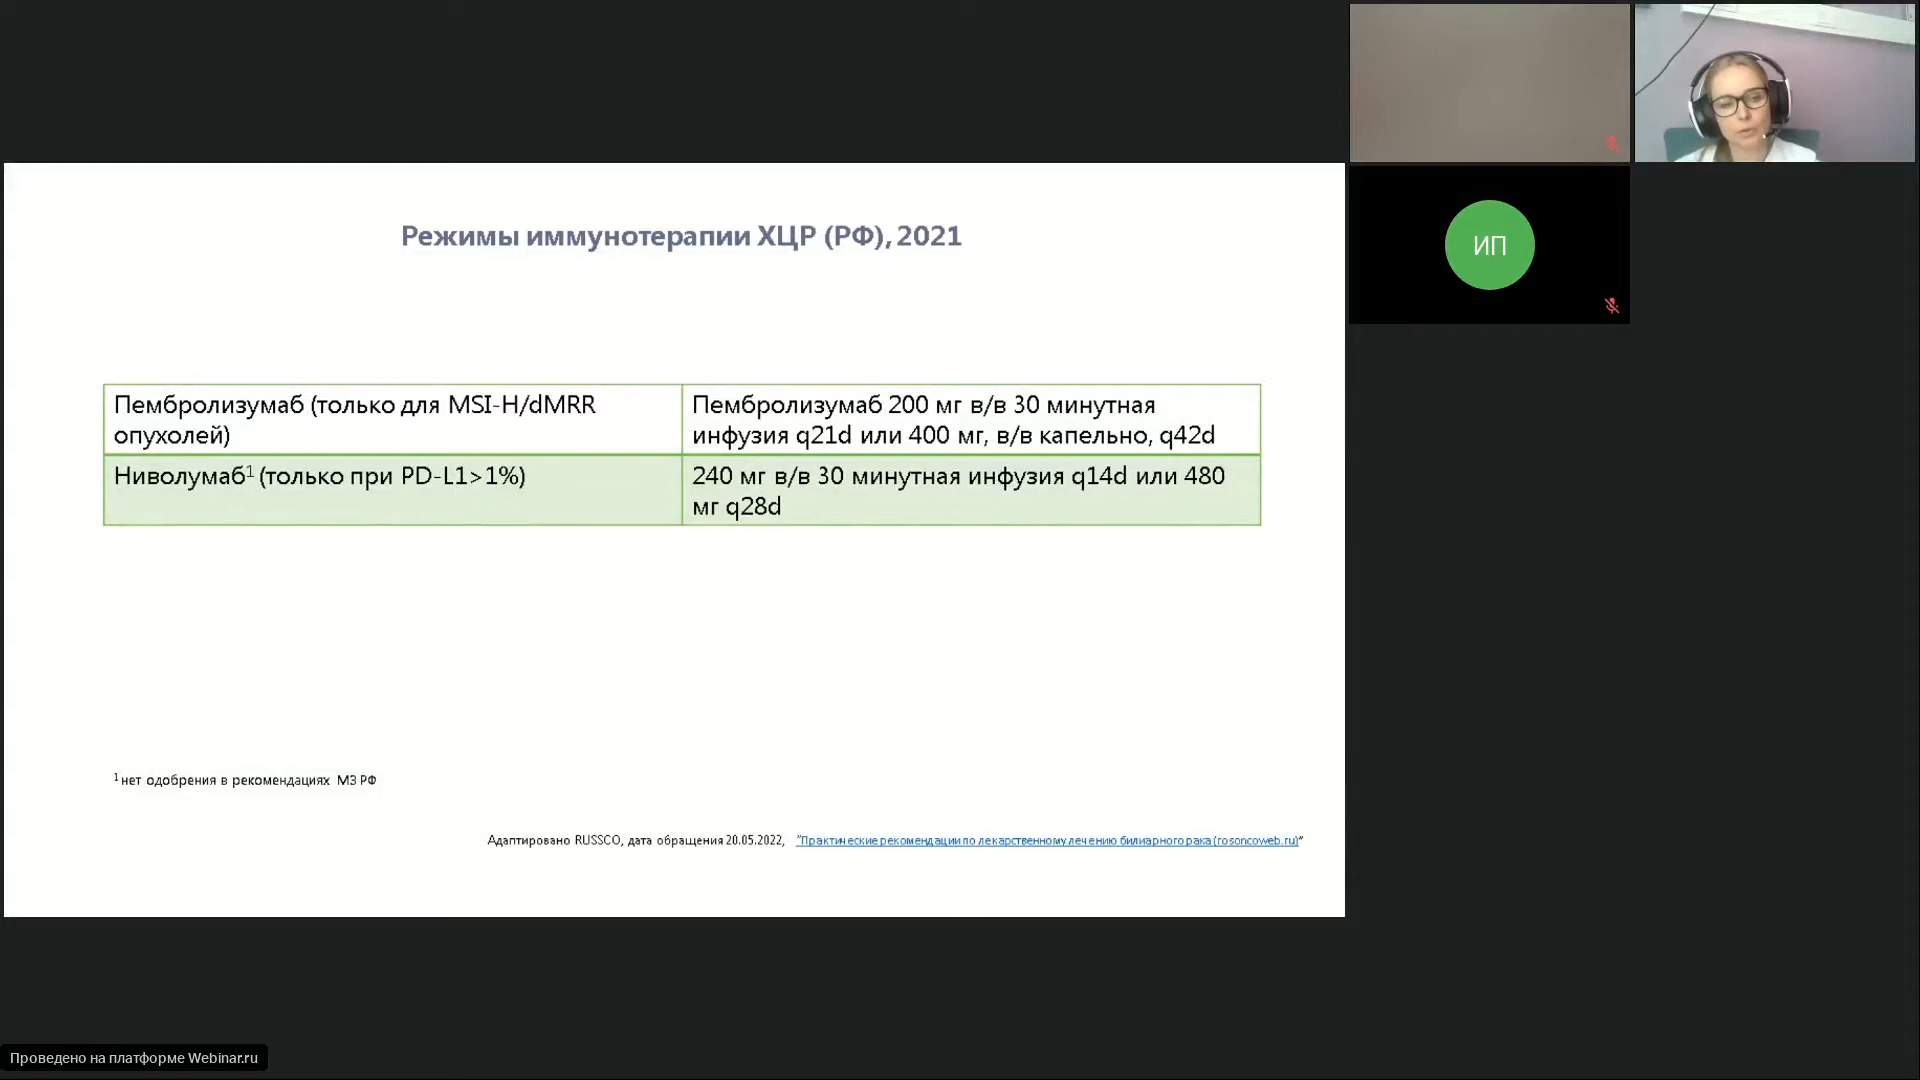 Режимы иммунотерапии ХЦР (РФ), 2021
ИП
Пембролизумаб (только для MSI-H/dMRR
опухолей)
Пембролизумаб 200 мг в/в 30 минутная
инфузия q21d или 400 мг, в/в капельно, q42d
Ниволумаб¹ (только при PD-L1>1%)
240 мг в/в 30 минутная инфузия q14d или 480
мг q28d
¹ нет одобрения в рекомендациях МЗ РФ
Адаптировано RUSSCO, дата обращения 20.05.2022, "Практические рекомендации по лекарственному лечению билиарного рака (rosoncoweb.ru)"
Проведено на платформе Webinar.ru